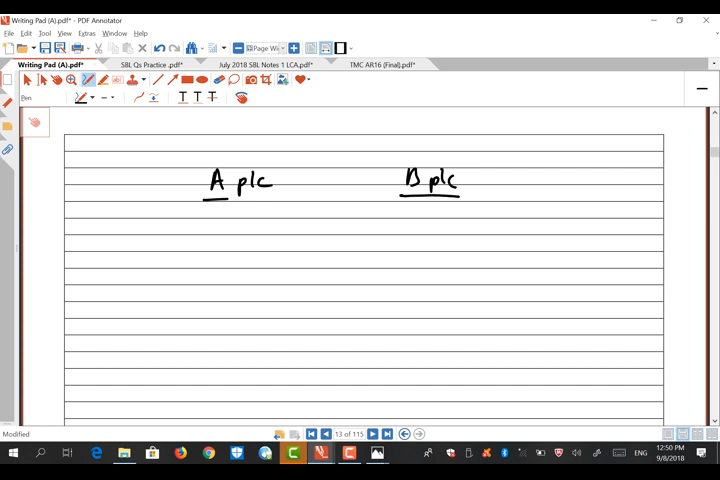 Writing Pad (A).pdf* - PDF Annotator
File Edit Tool View Extras Window Help
Page Wi
Writing Pad (A).pdf* SBL Qs Practice .pdf* July 2018 SBL Notes 1 LCA.pdf* TMC AR16 (Final).pdf*
Pen
A plc B plc
13 of 115
Modified
12:50 PM
ENG
9/8/2018